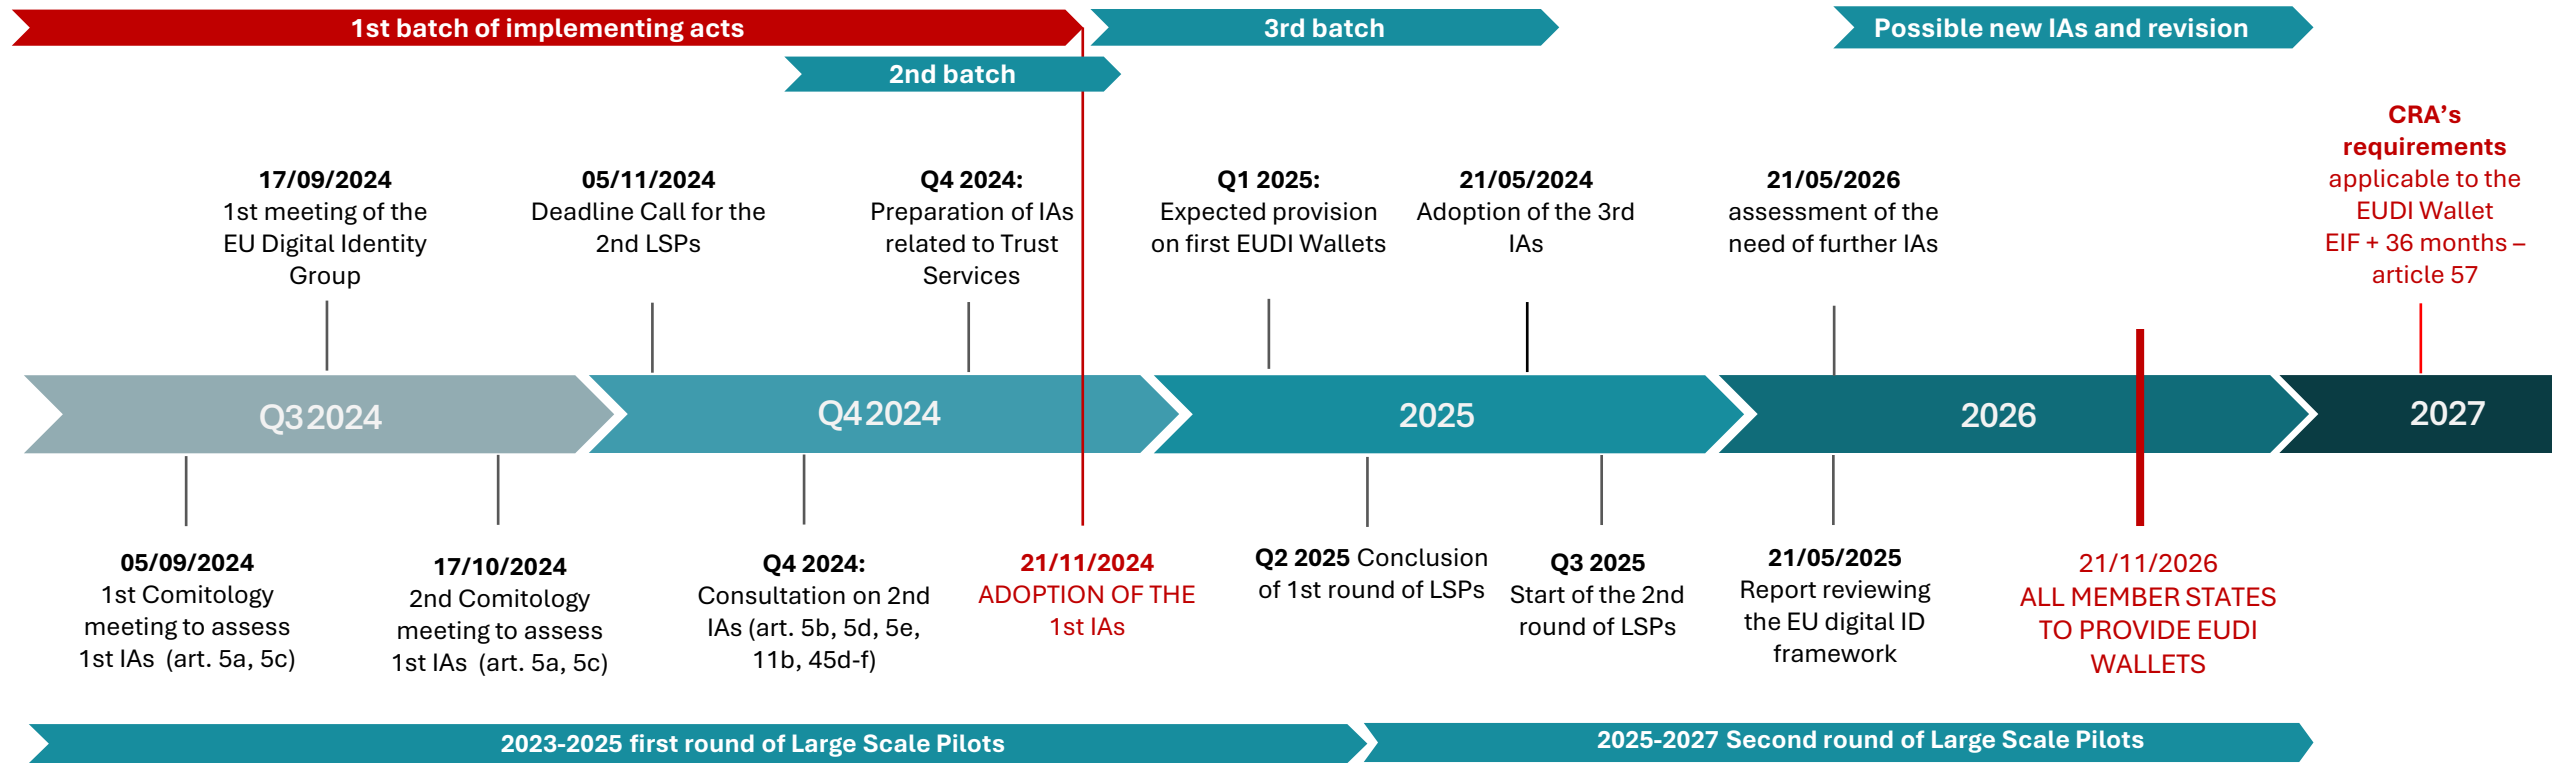 1st batch of implementing acts
3rd batch
Possible new IAs and revision
2nd batch
17/09/2024
1st meeting of the
EU Digital Identity
Group
05/11/2024
Deadline Call for the
2nd LSPs
Q4 2024:
Preparation of IAs
related to Trust
Services
Q1 2025:
Expected provision
on first EUDI Wallets
21/05/2024
Adoption of the 3rd
IAs
21/05/2026
assessment of the
need of further IAs
CRA’s
requirements
applicable to the
EUDI Wallet
EIF + 36 months –
article 57
Q3 2024
Q4 2024
2025
2026
2027
05/09/2024
1st Comitology
meeting to assess
1st IAs (art. 5a, 5c)
17/10/2024
2nd Comitology
meeting to assess
1st IAs (art. 5a, 5c)
Q4 2024:
Consultation on 2nd
IAs (art. 5b, 5d, 5e,
11b, 45d-f)
21/11/2024
ADOPTION OF THE
1st IAs
Q2 2025 Conclusion
of 1st round of LSPs
Q3 2025
Start of the 2nd
round of LSPs
21/05/2025
Report reviewing
the EU digital ID
framework
21/11/2026
ALL MEMBER STATES
TO PROVIDE EUDI
WALLETS
2023-2025 first round of Large Scale Pilots
2025-2027 Second round of Large Scale Pilots